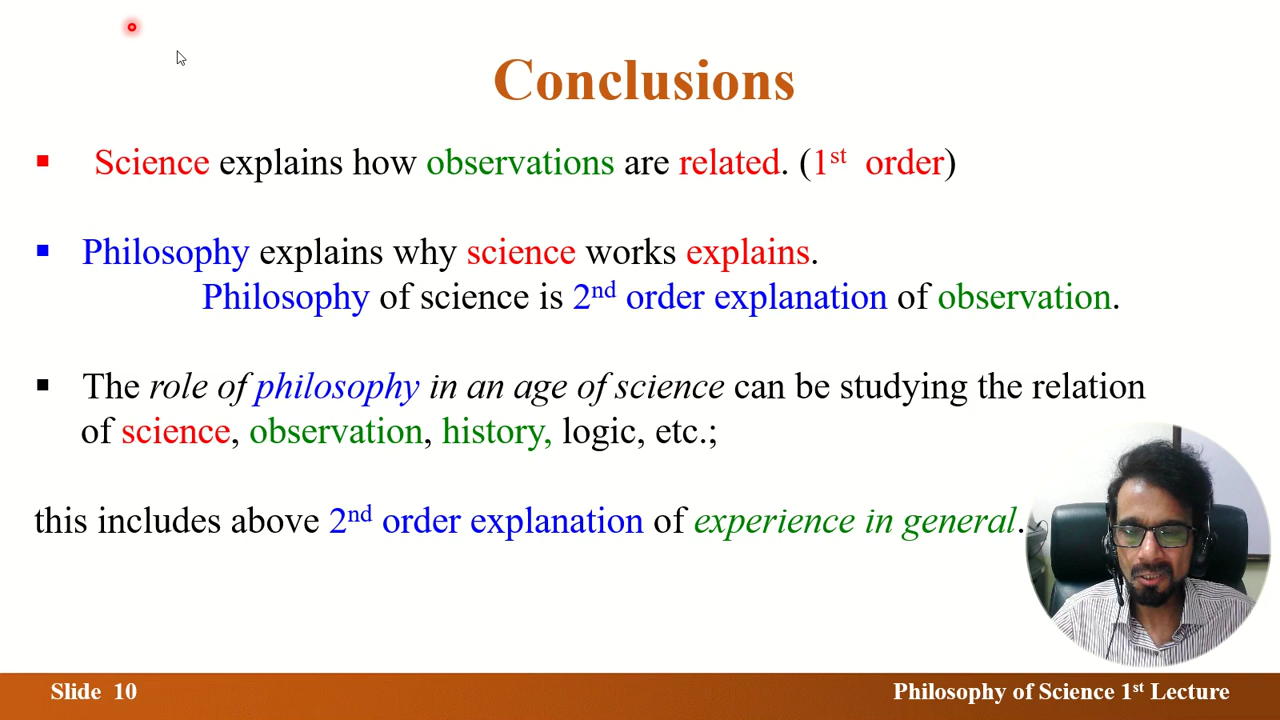 Conclusions
▪ Science explains how observations are related. (1st order)
▪ Philosophy explains why science works explains.
Philosophy of science is 2nd order explanation of observation.
▪ The role of philosophy in an age of science can be studying the relation
of science, observation, history, logic, etc.;
this includes above 2nd order explanation of experience in general.
Slide 10
Philosophy of Science 1st Lecture